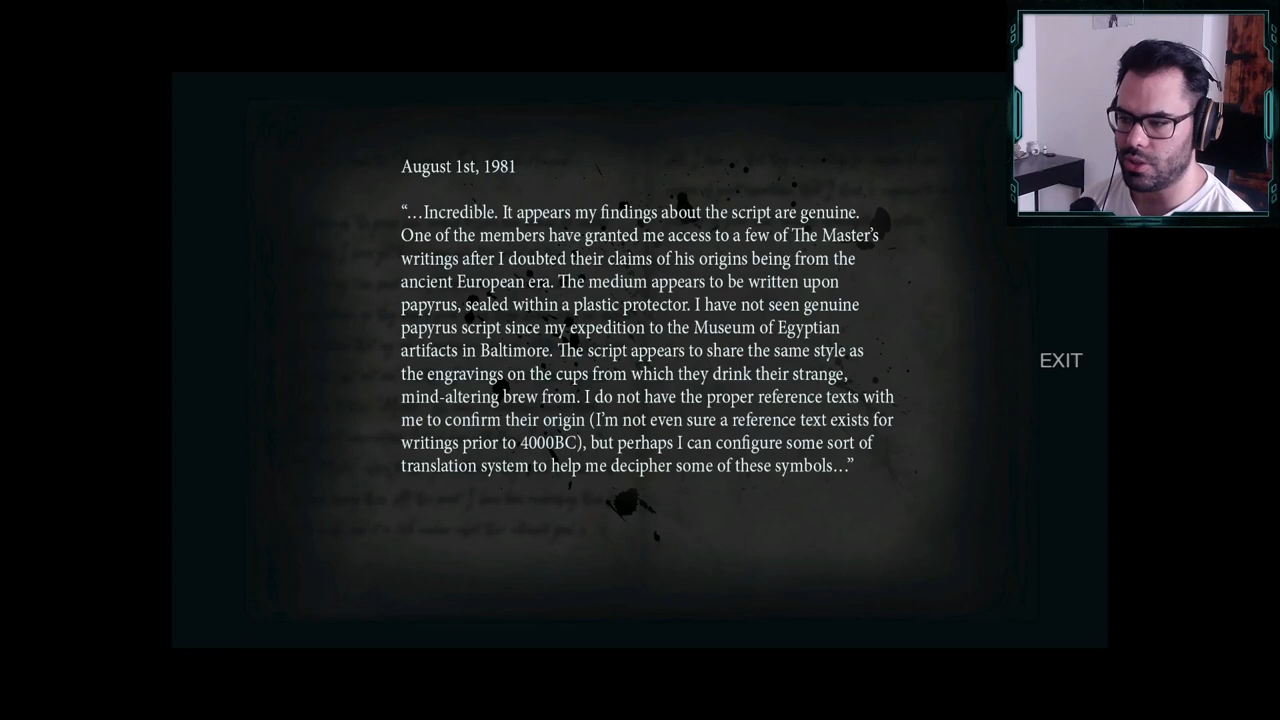 August 1st, 1981
“…Incredible. It appears my findings about the script are genuine.
One of the members have granted me access to a few of The Master’s
writings after I doubted their claims of his origins being from the
ancient European era. The medium appears to be written upon
papyrus, sealed within a plastic protector. I have not seen genuine
papyrus script since my expedition to the Museum of Egyptian
artifacts in Baltimore. The script appears to share the same style as
the engravings on the cups from which they drink their strange,
mind-altering brew from. I do not have the proper reference texts with
me to confirm their origin (I’m not even sure a reference text exists for
writings prior to 4000BC), but perhaps I can configure some sort of
translation system to help me decipher some of these symbols…”
EXIT